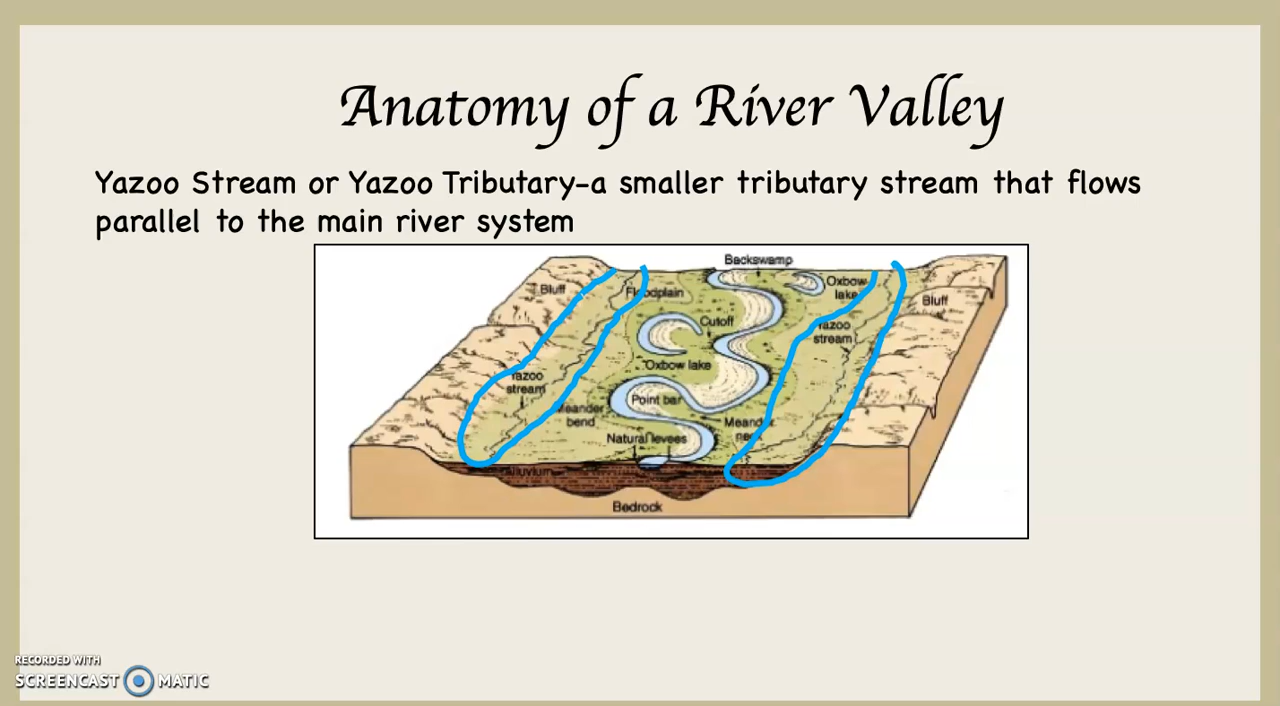 Anatomy of a River Valley
Yazoo Stream or Yazoo Tributary-a smaller tributary stream that flows
parallel to the main river system
Backswamp
Bluff
Floodplain
Oxbow
lake
Bluff
Cutoff
Yazoo
stream
Oxbow lake
Yazoo
stream
Point bar
Meander
bend
Meander
neck
Natural levees
Alluvium
Bedrock
RECORDED WITH
SCREENCAST MATIC